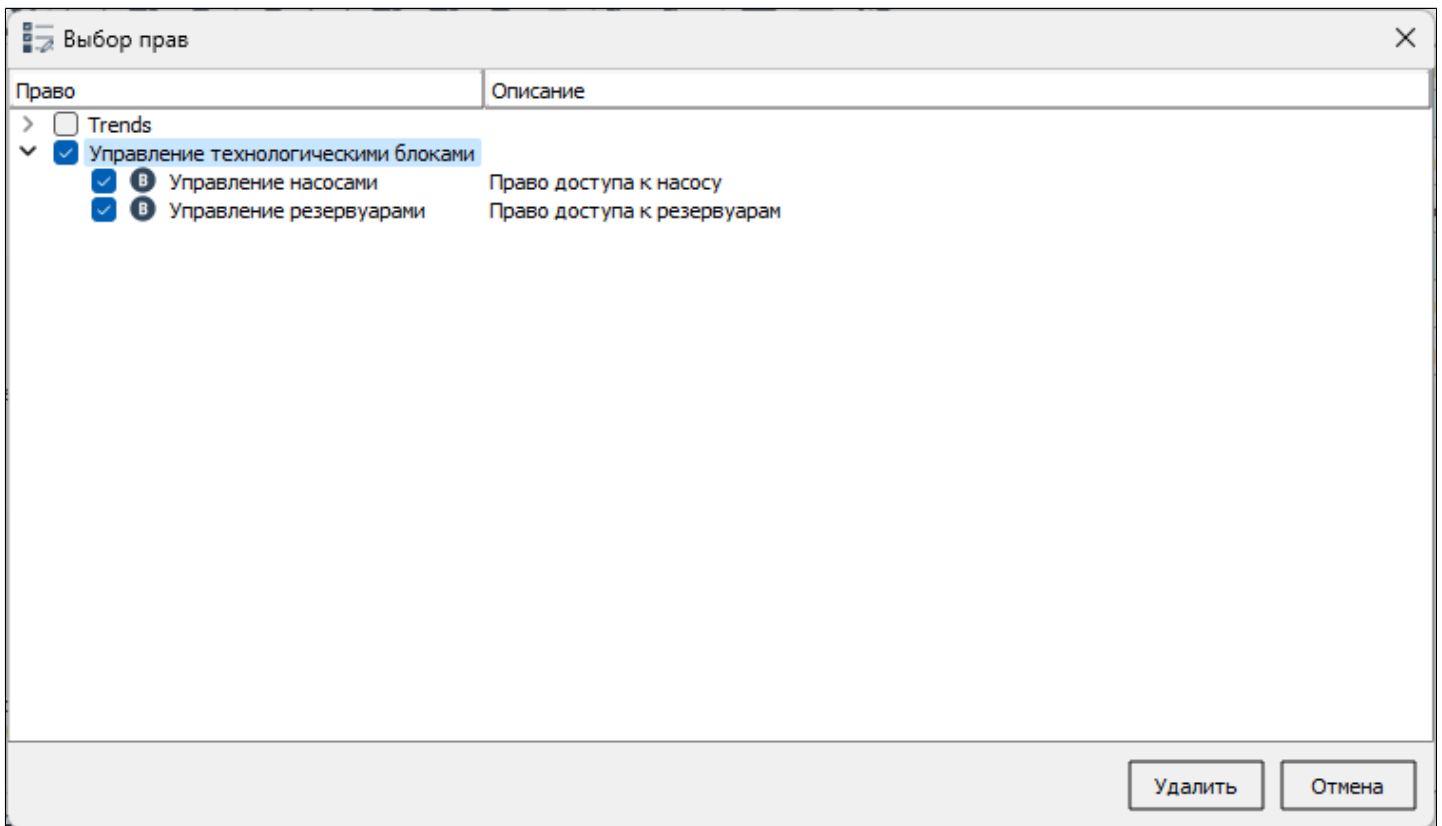 Выбор прав
Право Описание
Trends
Управление технологическими блоками
B Управление насосами Право доступа к насосу
B Управление резервуарами Право доступа к резервуарам
Удалить Отмена